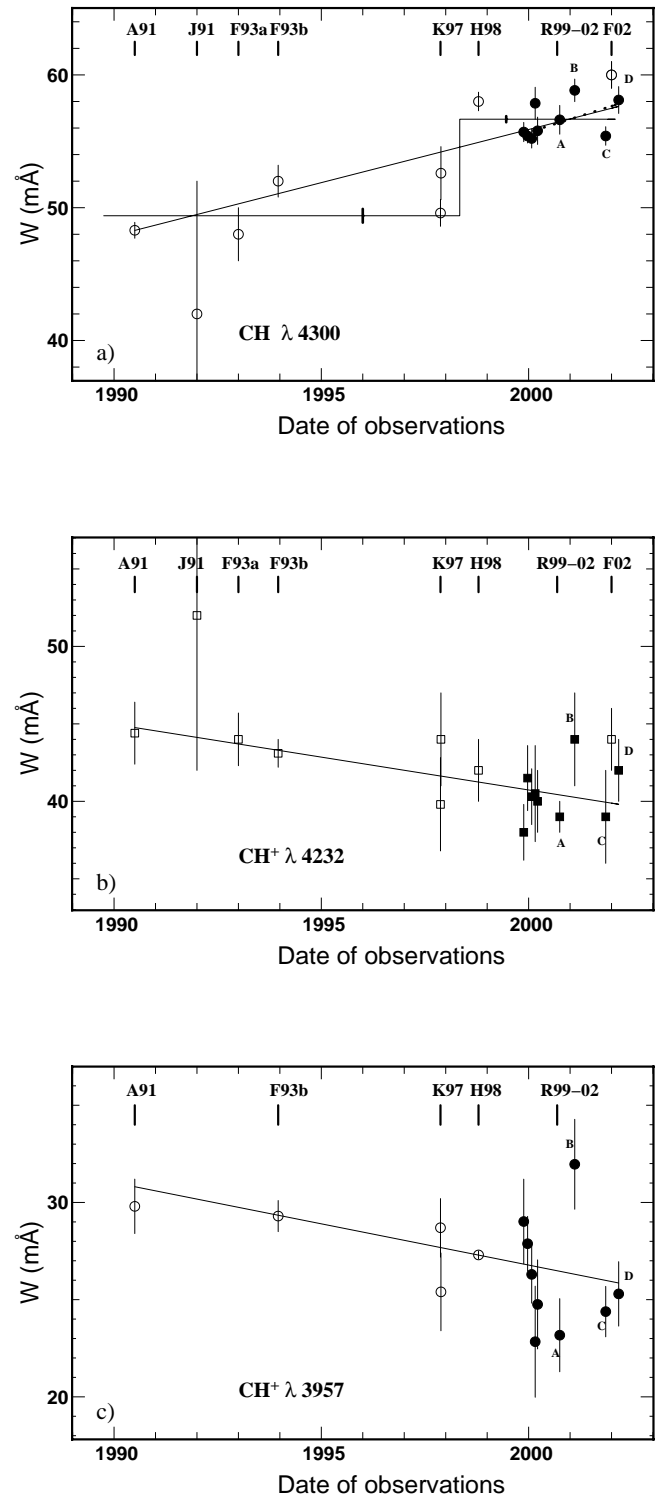 A91 J91 F93a F93b K97 H98 R99–02 F02
60
B
D
A
C
50
W (mÅ)
40
CH λ 4300
a)
1990 1995 2000
Date of observations
A91 J91 F93a F93b K97 H98 R99–02 F02
50
B
D
W (mÅ)
40
A
C
CH⁺ λ 4232
b)
1990 1995 2000
Date of observations
A91 F93b K97 H98 R99–02
B
30
W (mÅ)
D
C
A
20
CH⁺ λ 3957
c)
1990 1995 2000
Date of observations